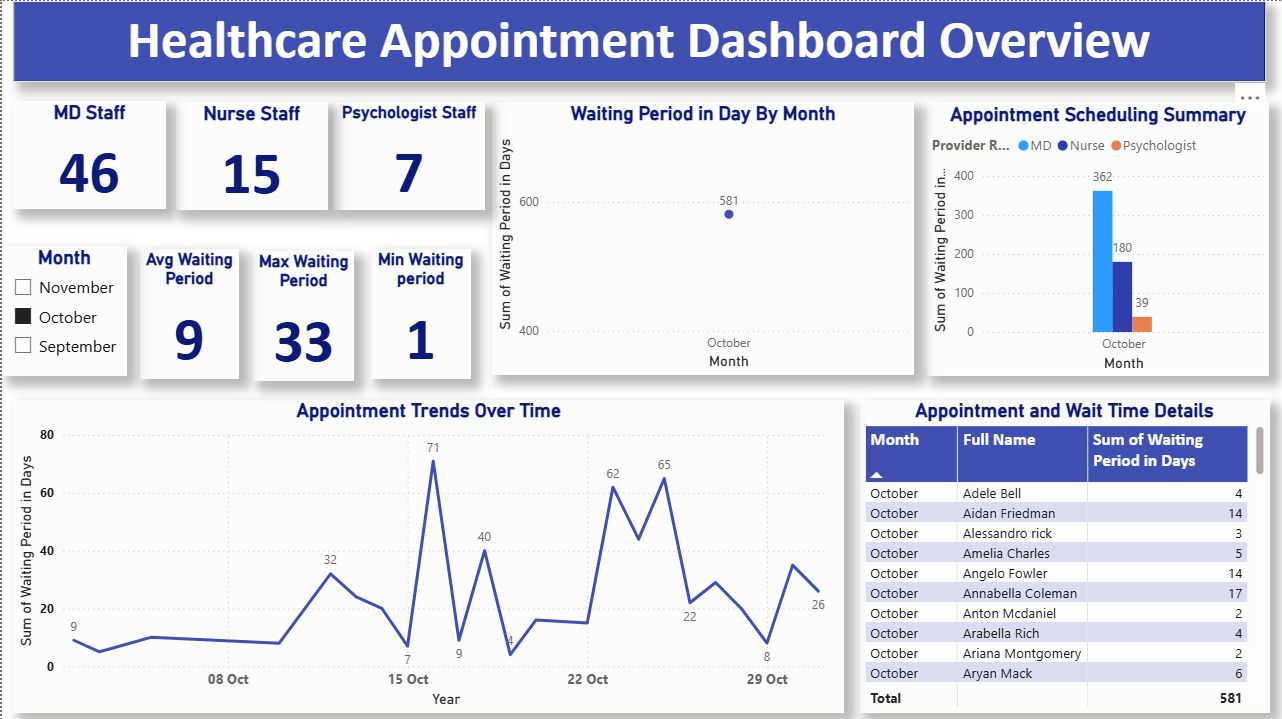 Healthcare Appointment Dashboard Overview
MD Staff
46
Nurse Staff
15
Psychologist Staff
7
Month
November
October
September
Avg Waiting
Period
9
Max Waiting
Period
33
Min Waiting
period
1
Waiting Period in Day By Month
Sum of Waiting Period in Days
600
400
581
October
Month
Appointment Scheduling Summary
Provider R... MD Nurse Psychologist
Sum of Waiting Period in...
400
300
200
100
0
362
180
39
October
Month
Appointment Trends Over Time
Sum of Waiting Period in Days
80
60
40
20
0
9
32
7
71
9
40
4
62
65
22
8
26
08 Oct 15 Oct 22 Oct 29 Oct
Year
Appointment and Wait Time Details
Month Full Name Sum of Waiting
Period in Days
October Adele Bell 4
October Aidan Friedman 14
October Alessandro rick 3
October Amelia Charles 5
October Angelo Fowler 14
October Annabella Coleman 17
October Anton Mcdaniel 2
October Arabella Rich 4
October Ariana Montgomery 2
October Aryan Mack 6
Total 581